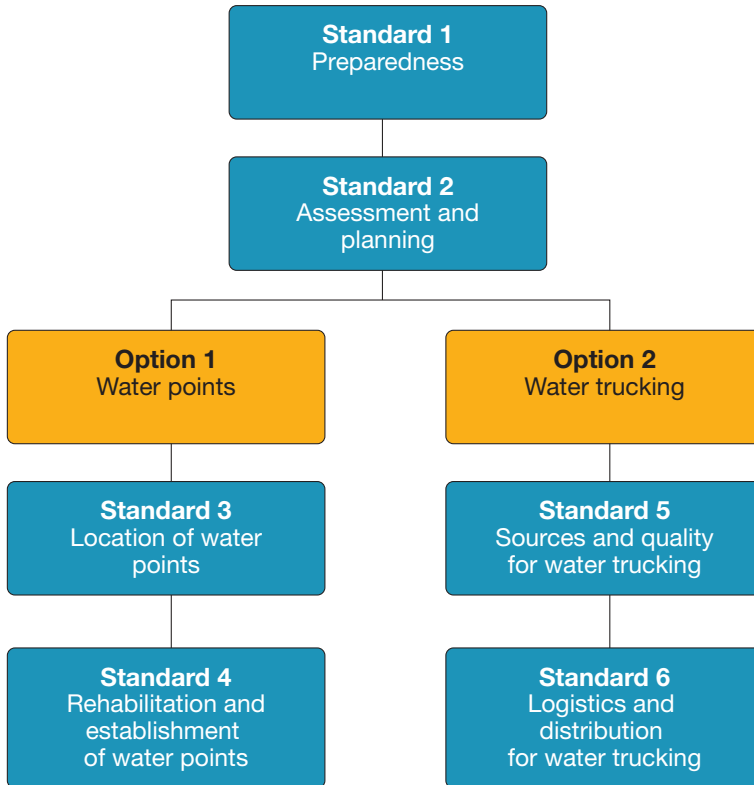 Standard 1
Preparedness
Standard 2
Assessment and
planning
Option 1
Water points
Option 2
Water trucking
Standard 3
Location of water
points
Standard 5
Sources and quality
for water trucking
Standard 4
Rehabilitation and
establishment
of water points
Standard 6
Logistics and
distribution
for water trucking